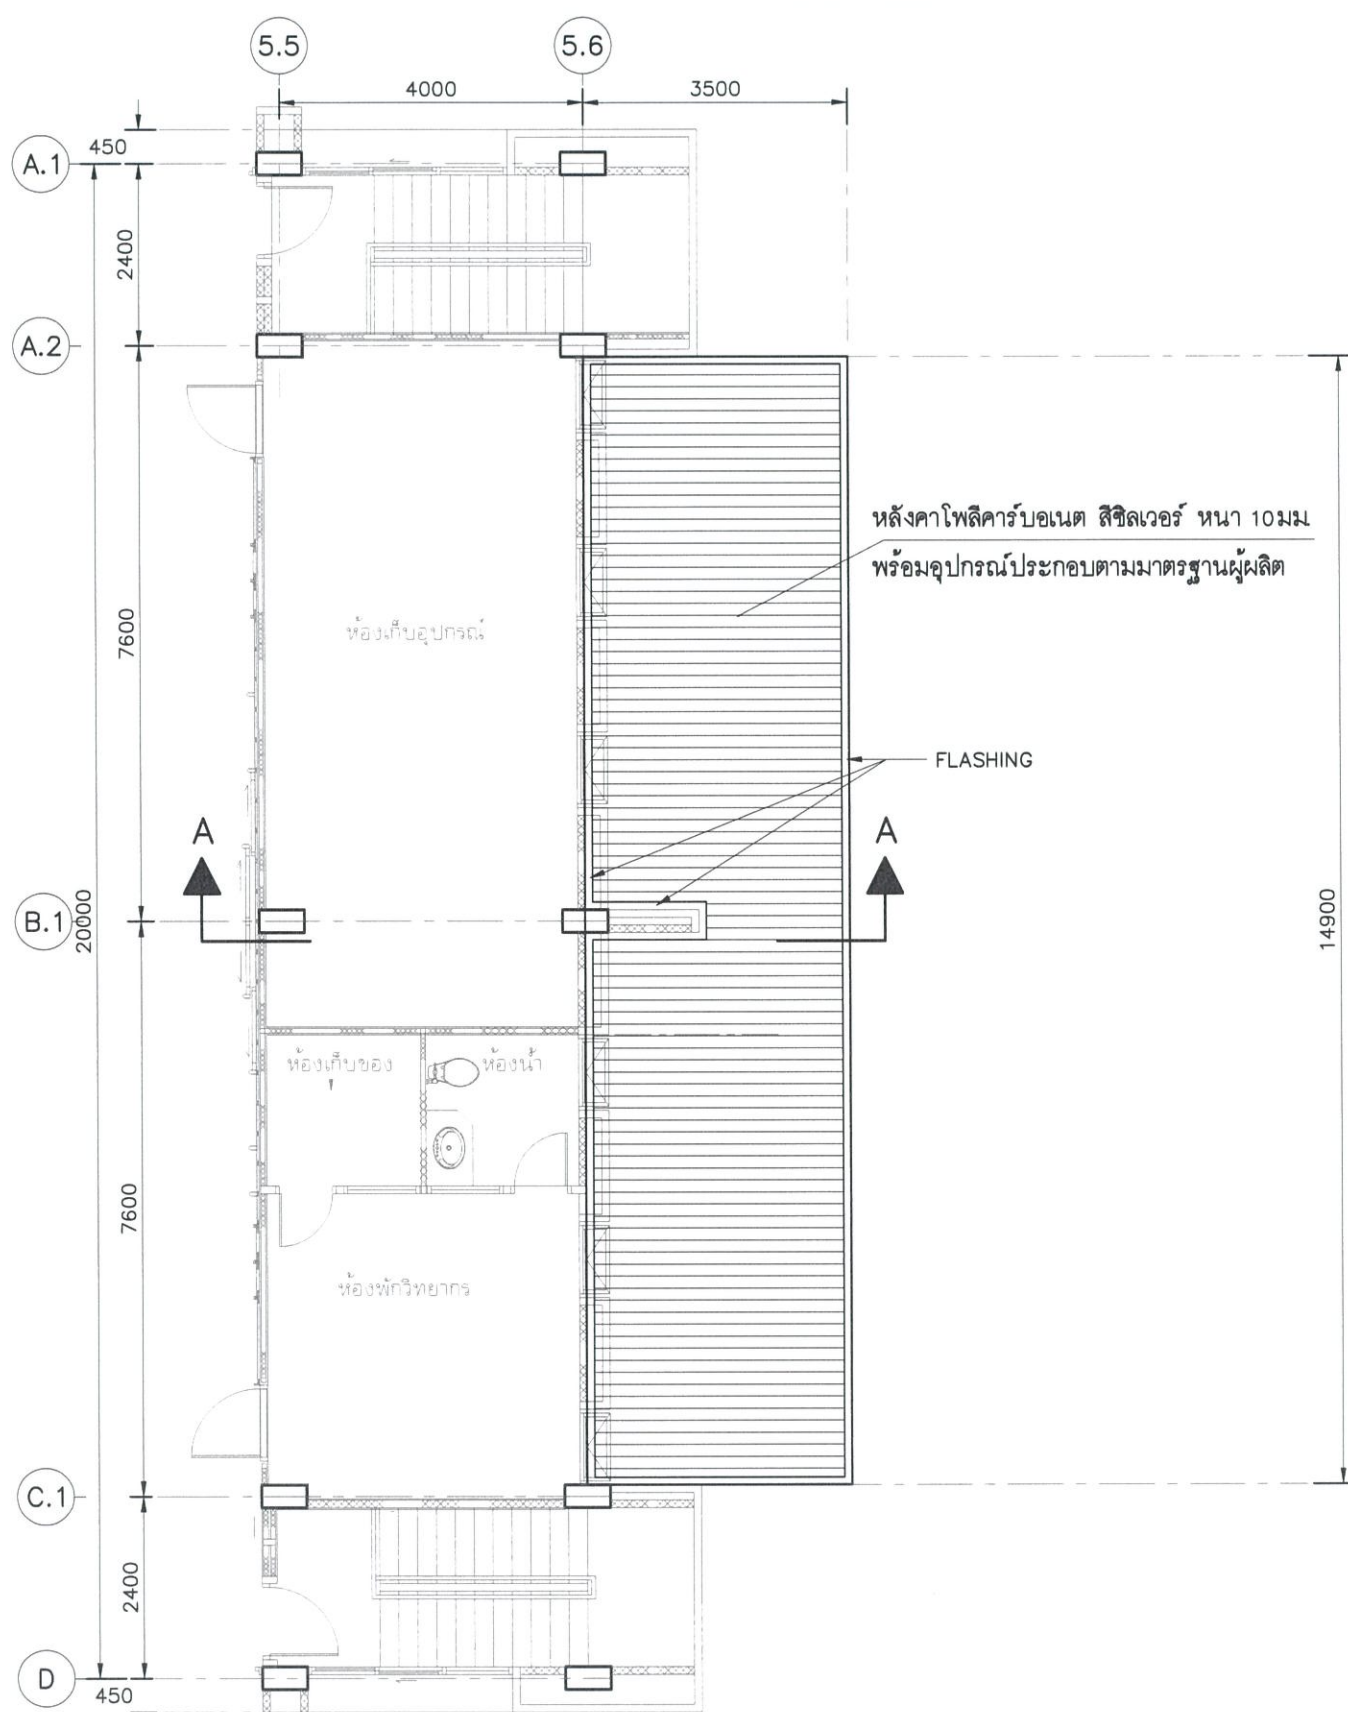 5.5
5.6
4000
3500
450
A.1
2400
A.2
หลังคาโพลีคาร์บอเนต สีซิลเวอร์ หนา 10มม.
พร้อมอุปกรณ์ประกอบตามมาตรฐานผู้ผลิต
7600
ห้องเก็บอุปกรณ์
FLASHING
A
A
B.1
20000
14900
ห้องเก็บของ
ห้องน้ำ
7600
ห้องพักวิทยากร
C.1
2400
D
450